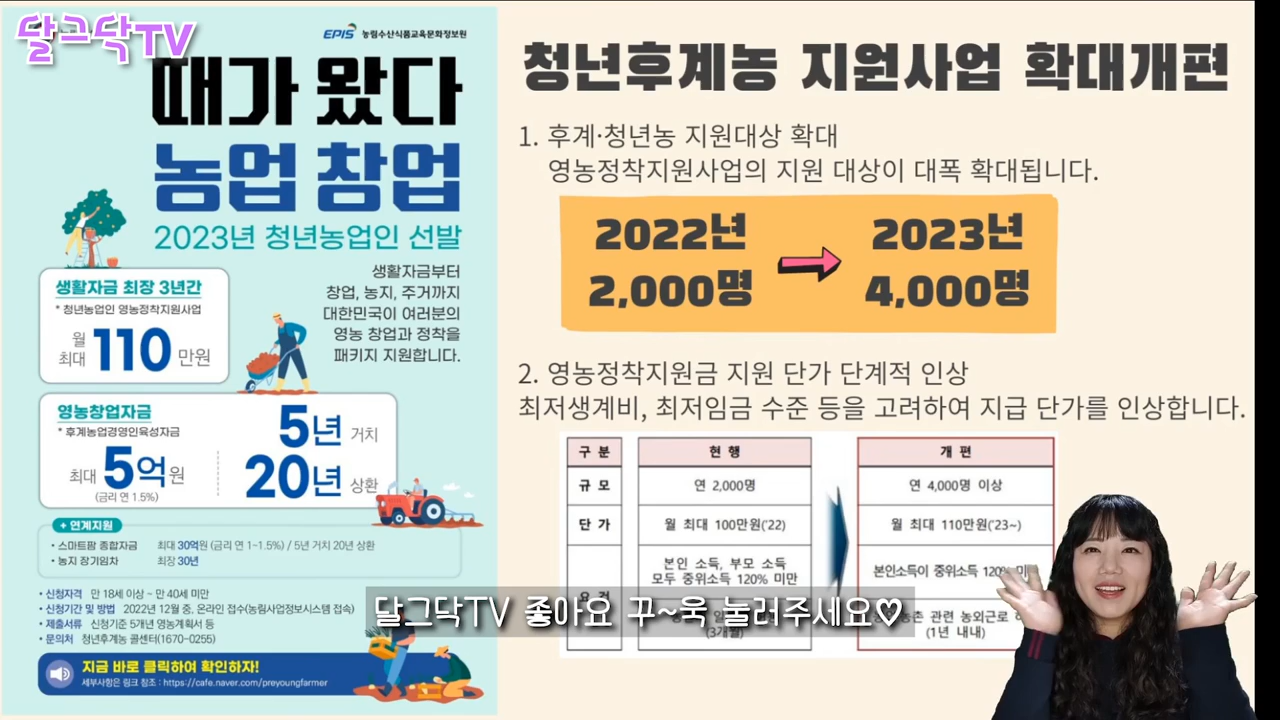 달그닥TV
EPIS 농림수산식품교육문화정보원
때가 왔다
농업 창업
2023년 청년농업인 선발
생활자금 최장 3년간
* 청년농업인 영농정착지원사업
월 최대 110 만원
생활자금부터
창업, 농지, 주거까지
대한민국이 여러분의
영농 창업과 정착을
패키지 지원합니다.
영농창업자금
* 후계농업경영인육성자금
최대 5억원
(금리 연 1.5%)
5년 거치
20년 상환
+ 연계지원
• 스마트팜 종합자금 최대 30억원 (금리 연 1~1.5%) / 5년 거치 20년 상환
• 농지 장기임차 최장 30년
• 신청자격 만 18세 이상 ~ 만 40세 미만
• 신청기간 및 방법 2022년 12월 중, 온라인 접수(농림사업정보시스템 접속)
• 제출서류 신청기준 5개년 영농계획서 등
• 문의처 청년후계농 콜센터(1670-0255)
지금 바로 클릭하여 확인하자!
세부사항은 링크 참조 : https://cafe.naver.com/preyoungfarmer
청년후계농 지원사업 확대개편
1. 후계·청년농 지원대상 확대
영농정착지원사업의 지원 대상이 대폭 확대됩니다.
2022년 2023년
2,000명 4,000명
2. 영농정착지원금 지원 단가 단계적 인상
최저생계비, 최저임금 수준 등을 고려하여 지급 단가를 인상합니다.
구 분 현 행 개 편
규 모 연 2,000명 연 4,000명 이상
단 가 월 최대 100만원('22) 월 최대 110만원('23~)
본인 소득, 부모 소득
모두 중위소득 120% 미만 본인소득이 중위소득 120%
요 건
관련 농외근로
(3개월) (1년 내내)
달그닥TV 좋아요 꾸~욱 눌러주세요♡